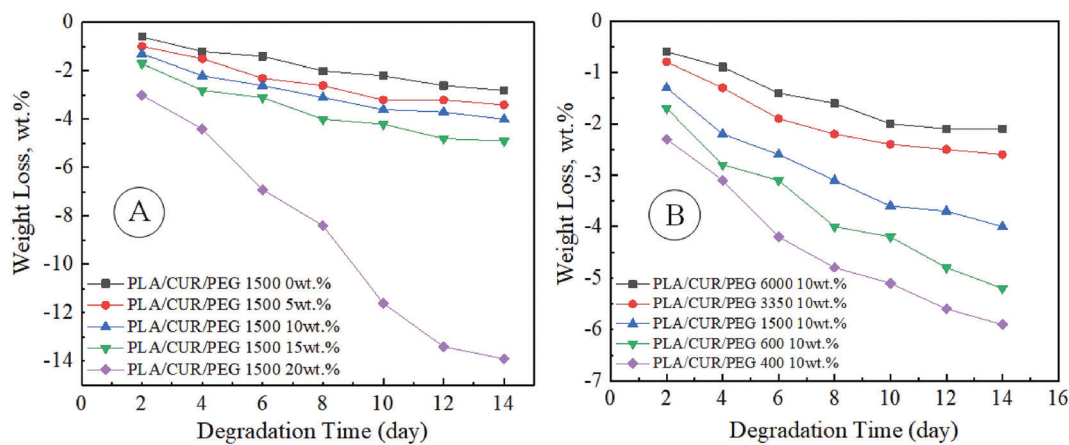 0
-2
-4
-6
-8
-10
-12
-14
Weight Loss, wt.%
A
PLA/CUR/PEG 1500 0wt.%
PLA/CUR/PEG 1500 5wt.%
PLA/CUR/PEG 1500 10wt.%
PLA/CUR/PEG 1500 15wt.%
PLA/CUR/PEG 1500 20wt.%
0 2 4 6 8 10 12 14
Degradation Time (day)
0
-1
-2
-3
-4
-5
-6
-7
Weight Loss, wt.%
B
PLA/CUR/PEG 6000 10wt.%
PLA/CUR/PEG 3350 10wt.%
PLA/CUR/PEG 1500 10wt.%
PLA/CUR/PEG 600 10wt.%
PLA/CUR/PEG 400 10wt.%
0 2 4 6 8 10 12 14 16
Degradation Time (day)